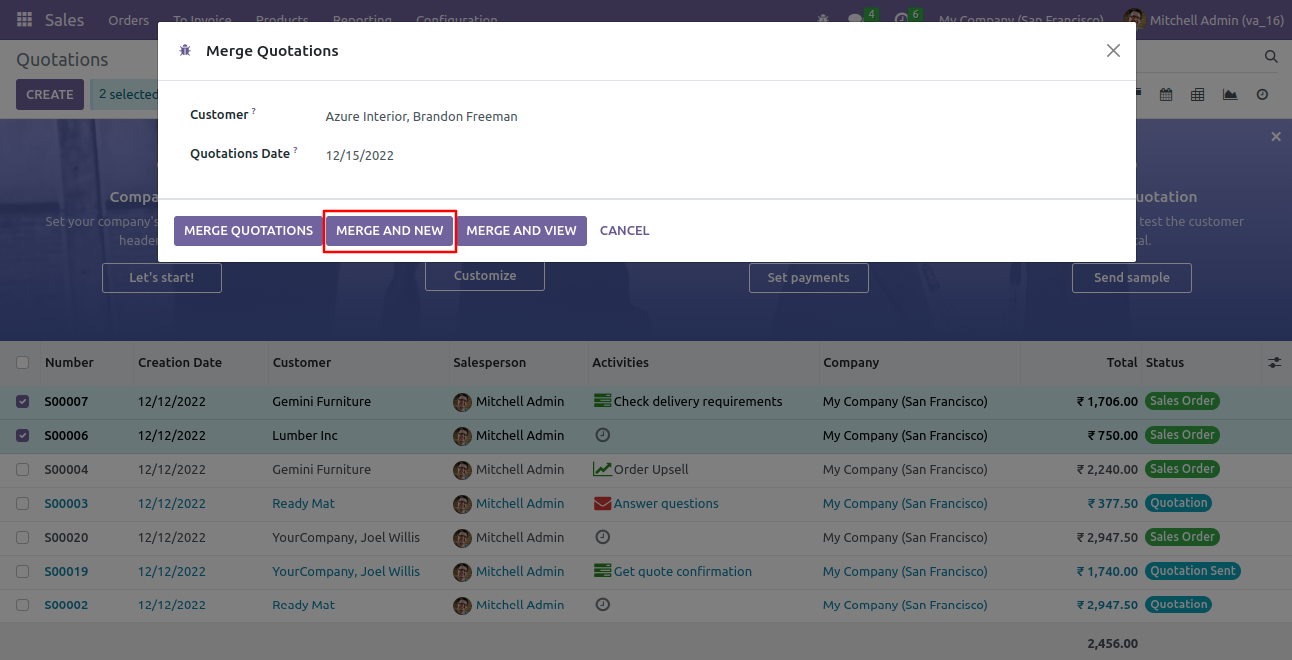 Sales Orders To Invoice Products Reporting Configuration 4 6 My Company (San Francisco) Mitchell Admin (va_16)
Merge Quotations
Quotations
CREATE 2 selected
Customer ? Azure Interior, Brandon Freeman
Quotations Date ? 12/15/2022
MERGE QUOTATIONS MERGE AND NEW MERGE AND VIEW CANCEL
Compa
uotation
Set your company's
test the customer
heade
al.
Let's start! Customize Set payments Send sample
Number Creation Date Customer Salesperson Activities Company Total Status
S00007 12/12/2022 Gemini Furniture Mitchell Admin Check delivery requirements My Company (San Francisco) ₹ 1,706.00 Sales Order
S00006 12/12/2022 Lumber Inc Mitchell Admin My Company (San Francisco) ₹ 750.00 Sales Order
S00004 12/12/2022 Gemini Furniture Mitchell Admin Order Upsell My Company (San Francisco) ₹ 2,240.00 Sales Order
S00003 12/12/2022 Ready Mat Mitchell Admin Answer questions My Company (San Francisco) ₹ 377.50 Quotation
S00020 12/12/2022 YourCompany, Joel Willis Mitchell Admin My Company (San Francisco) ₹ 2,947.50 Sales Order
S00019 12/12/2022 YourCompany, Joel Willis Mitchell Admin Get quote confirmation My Company (San Francisco) ₹ 1,740.00 Quotation Sent
S00002 12/12/2022 Ready Mat Mitchell Admin My Company (San Francisco) ₹ 2,947.50 Quotation
2,456.00